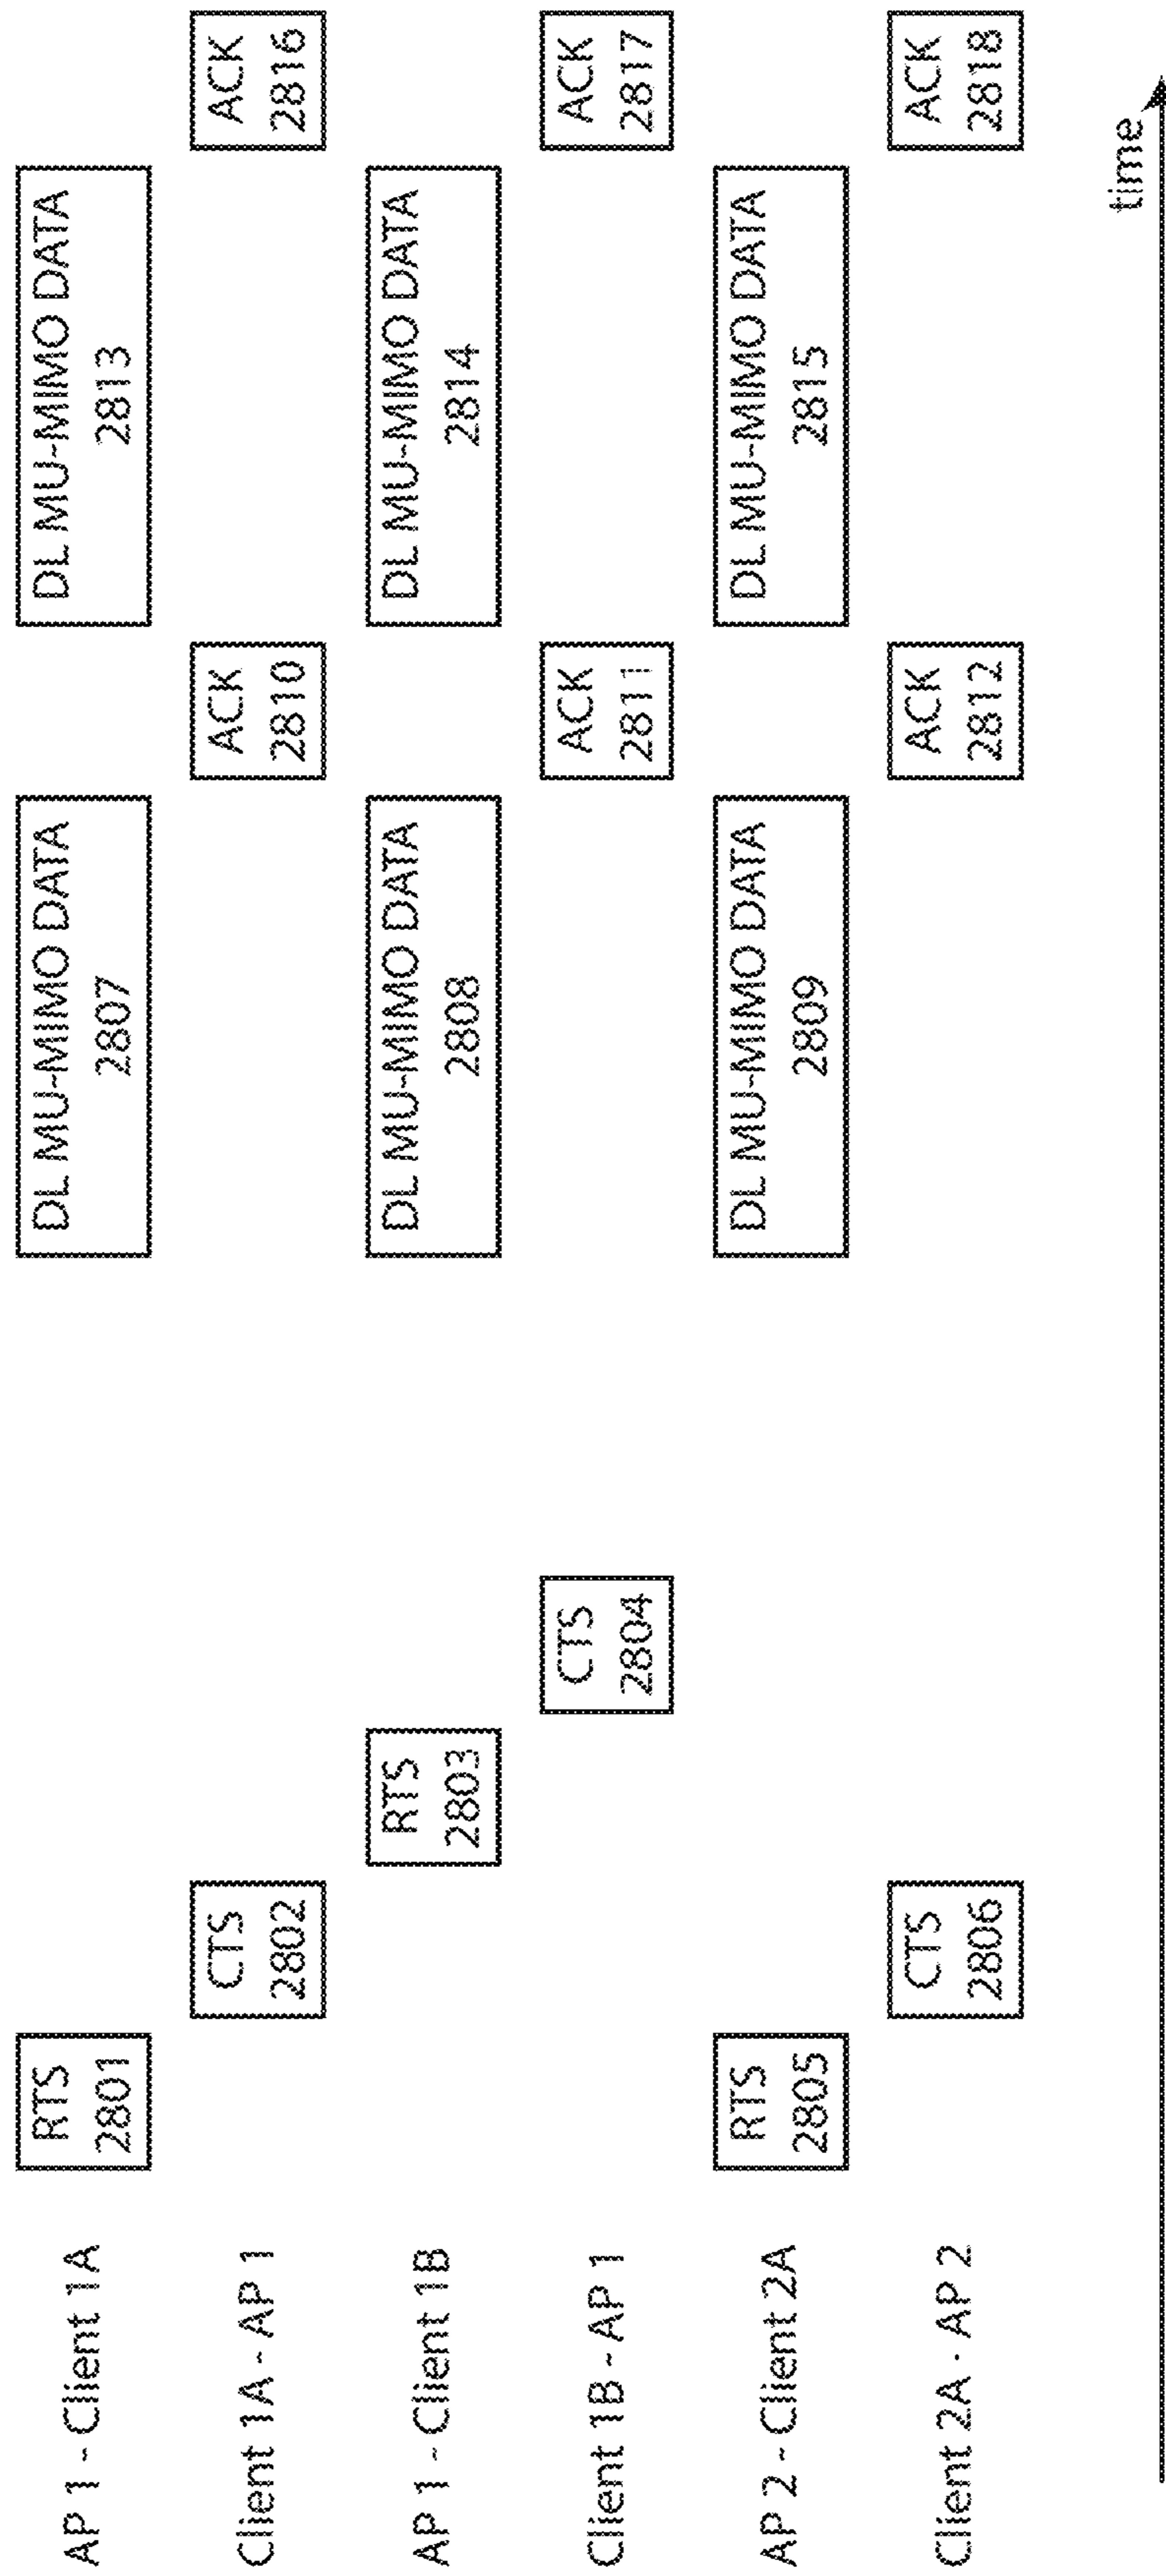 AP 1 - Client 1A
RTS
2801
DL MU-MIMO DATA
2807
DL MU-MIMO DATA
2813
Client 1A - AP 1
CTS
2802
ACK
2810
ACK
2816
AP 1 - Client 1B
RTS
2803
DL MU-MIMO DATA
2808
DL MU-MIMO DATA
2814
Client 1B - AP 1
CTS
2804
ACK
2811
ACK
2817
AP 2 - Client 2A
RTS
2805
DL MU-MIMO DATA
2809
DL MU-MIMO DATA
2815
Client 2A - AP 2
CTS
2806
ACK
2812
ACK
2818
time